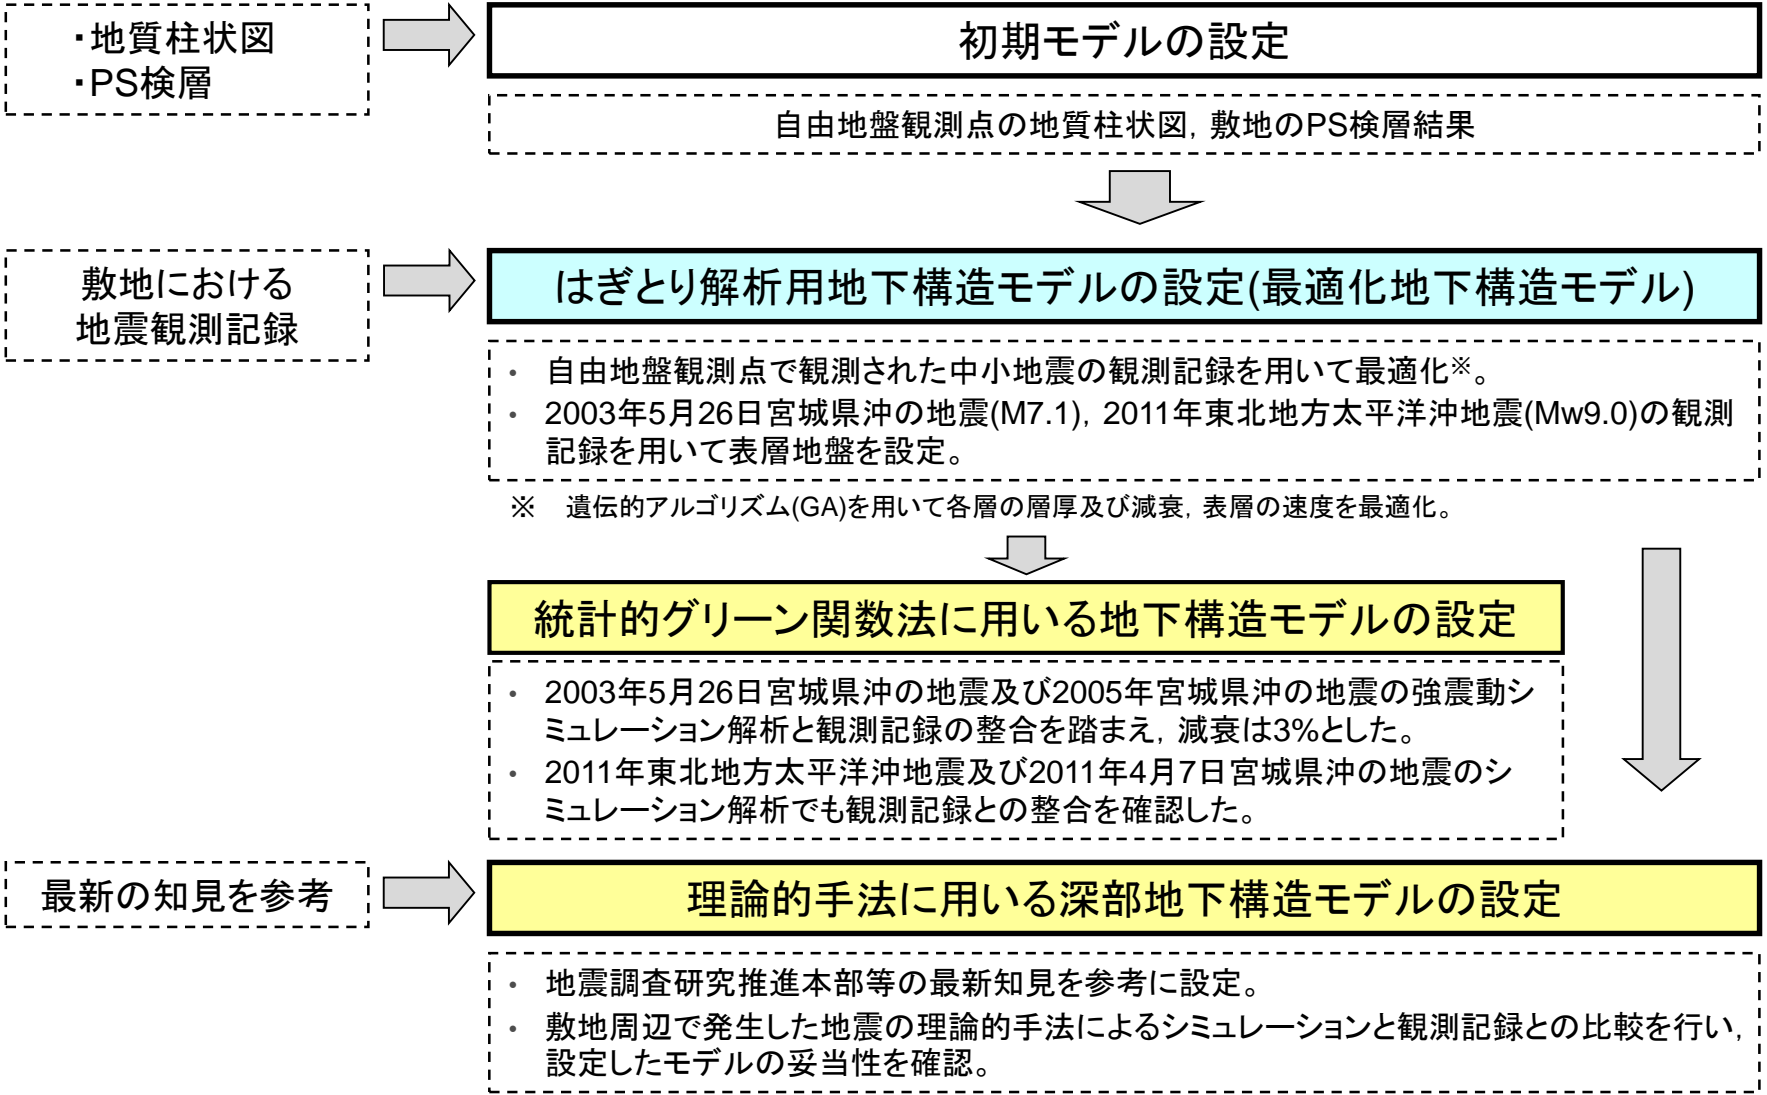 ・地質柱状図
・PS検層
初期モデルの設定
自由地盤観測点の地質柱状図，敷地のPS検層結果
敷地における
地震観測記録
はぎとり解析用地下構造モデルの設定(最適化地下構造モデル)
・ 自由地盤観測点で観測された中小地震の観測記録を用いて最適化※。
・ 2003年5月26日宮城県沖の地震(M7.1)，2011年東北地方太平洋沖地震(Mw9.0)の観測
記録を用いて表層地盤を設定。
※　遺伝的アルゴリズム(GA)を用いて各層の層厚及び減衰，表層の速度を最適化。
統計的グリーン関数法に用いる地下構造モデルの設定
・ 2003年5月26日宮城県沖の地震及び2005年宮城県沖の地震の強震動シ
ミュレーション解析と観測記録の整合を踏まえ，減衰は3%とした。
・ 2011年東北地方太平洋沖地震及び2011年4月7日宮城県沖の地震のシ
ミュレーション解析でも観測記録との整合を確認した。
最新の知見を参考
理論的手法に用いる深部地下構造モデルの設定
・ 地震調査研究推進本部等の最新知見を参考に設定。
・ 敷地周辺で発生した地震の理論的手法によるシミュレーションと観測記録との比較を行い，
設定したモデルの妥当性を確認。